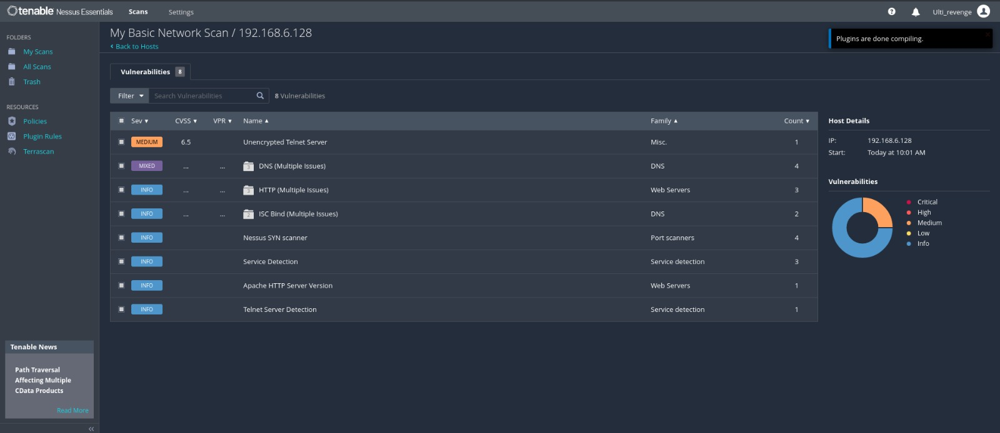 tenable Nessus Essentials Scans Settings Ulti_revenge
FOLDERS
My Scans
All Scans
Trash
RESOURCES
Policies
Plugin Rules
Terrascan
Tenable News
Path Traversal
Affecting Multiple
CData Products
Read More
My Basic Network Scan / 192.168.6.128
Back to Hosts
Plugins are done compiling.
Vulnerabilities 8
Filter Search Vulnerabilities 8 Vulnerabilities
Sev CVSS VPR Name Family Count
MEDIUM 6.5 Unencrypted Telnet Server Misc. 1
MIXED ... ... 3 DNS (Multiple Issues) DNS 4
INFO ... ... 3 HTTP (Multiple Issues) Web Servers 3
INFO ... ... 2 ISC Bind (Multiple Issues) DNS 2
INFO Nessus SYN scanner Port scanners 4
INFO Service Detection Service detection 3
INFO Apache HTTP Server Version Web Servers 1
INFO Telnet Server Detection Service detection 1
Host Details
IP: 192.168.6.128
Start: Today at 10:01 AM
Vulnerabilities
Critical
High
Medium
Low
Info